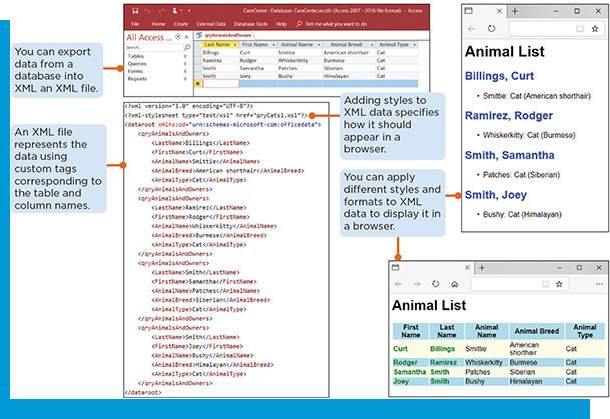 You can export
data from a
database into
XML an XML file.
An XML file
represents the
data using
custom tags
corresponding to
the table and
column names.
CareCenter : Database- CareCenter.accdb (Access 2007 - 2016 file format) - Access
File Home Create External Data Database Tools Help Tell me what you want to do
All Access ...
Search...
Tables
Queries
Forms
Reports
qryAnimalsAndOwners
Last Name First Name Animal Name Animal Breed Animal Type
Billings Curt Smittie American shorthair Cat
Ramirez Rodger Whiskerkitty Burmese Cat
Smith Samantha Patches Siberian Cat
Smith Joey Bushy Himalayan Cat
<?xml version="1.0" encoding="UTF-8"?>
<?xml-stylesheet type="text/xsl" href="qryCats1.xsl"?>
<dataroot xmlns:od="urn:schemas-microsoft-com:officedata">
<qryAnimalsAndOwners>
<LastName>Billings</LastName>
<FirstName>Curt</FirstName>
<AnimalName>Smittie</AnimalName>
<AnimalBreed>American shorthair</AnimalBreed>
<AnimalType>Cat</AnimalType>
</qryAnimalsAndOwners>
<qryAnimalsAndOwners>
<LastName>Ramirez</LastName>
<FirstName>Rodger</FirstName>
<AnimalName>Whiskerkitty</AnimalName>
<AnimalBreed>Burmese</AnimalBreed>
<AnimalType>Cat</AnimalType>
</qryAnimalsAndOwners>
<qryAnimalsAndOwners>
<LastName>Smith</LastName>
<FirstName>Samantha</FirstName>
<AnimalName>Patches</AnimalName>
<AnimalBreed>Siberian</AnimalBreed>
<AnimalType>Cat</AnimalType>
</qryAnimalsAndOwners>
<qryAnimalsAndOwners>
<LastName>Smith</LastName>
<FirstName>Joey</FirstName>
<AnimalName>Bushy</AnimalName>
<AnimalBreed>Himalayan</AnimalBreed>
<AnimalType>Cat</AnimalType>
</qryAnimalsAndOwners>
</dataroot>
Adding styles to
XML data specifies
how it should
appear in a
browser.
You can apply
different styles and
formats to XML
data to display it in
a browser.
Animal List
Billings, Curt
• Smittie: Cat (American shorthair)
Ramirez, Rodger
• Whiskerkitty: Cat (Burmese)
Smith, Samantha
• Patches: Cat (Siberian)
Smith, Joey
• Bushy: Cat (Himalayan)
Animal List
First Name Last Name Animal Name Animal Breed Animal Type
Curt Billings Smittie American shorthair Cat
Rodger Ramirez Whiskerkitty Burmese Cat
Samantha Smith Patches Siberian Cat
Joey Smith Bushy Himalayan Cat